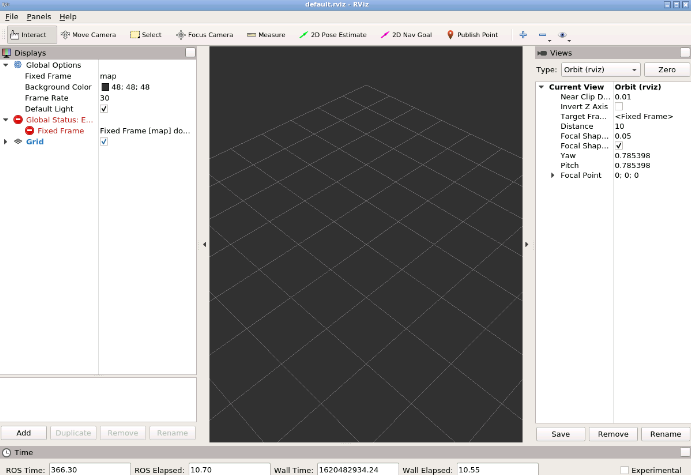 default.rviz - RViz
File Panels Help
Interact Move Camera Select Focus Camera Measure 2D Pose Estimate 2D Nav Goal Publish Point
Displays
Global Options
Fixed Frame map
Background Color 48; 48; 48
Frame Rate 30
Default Light
Global Status: E...
Fixed Frame Fixed Frame [map] do...
Grid
Add Duplicate Remove Rename
Views
Type: Orbit (rviz) Zero
Current View Orbit (rviz)
Near Clip D... 0.01
Invert Z Axis
Target Fra... <Fixed Frame>
Distance 10
Focal Shap... 0.05
Focal Shap...
Yaw 0.785398
Pitch 0.785398
Focal Point 0; 0; 0
Save Remove Rename
Time
ROS Time: 366.30 ROS Elapsed: 10.70 Wall Time: 1620482934.24 Wall Elapsed: 10.55 Experimental